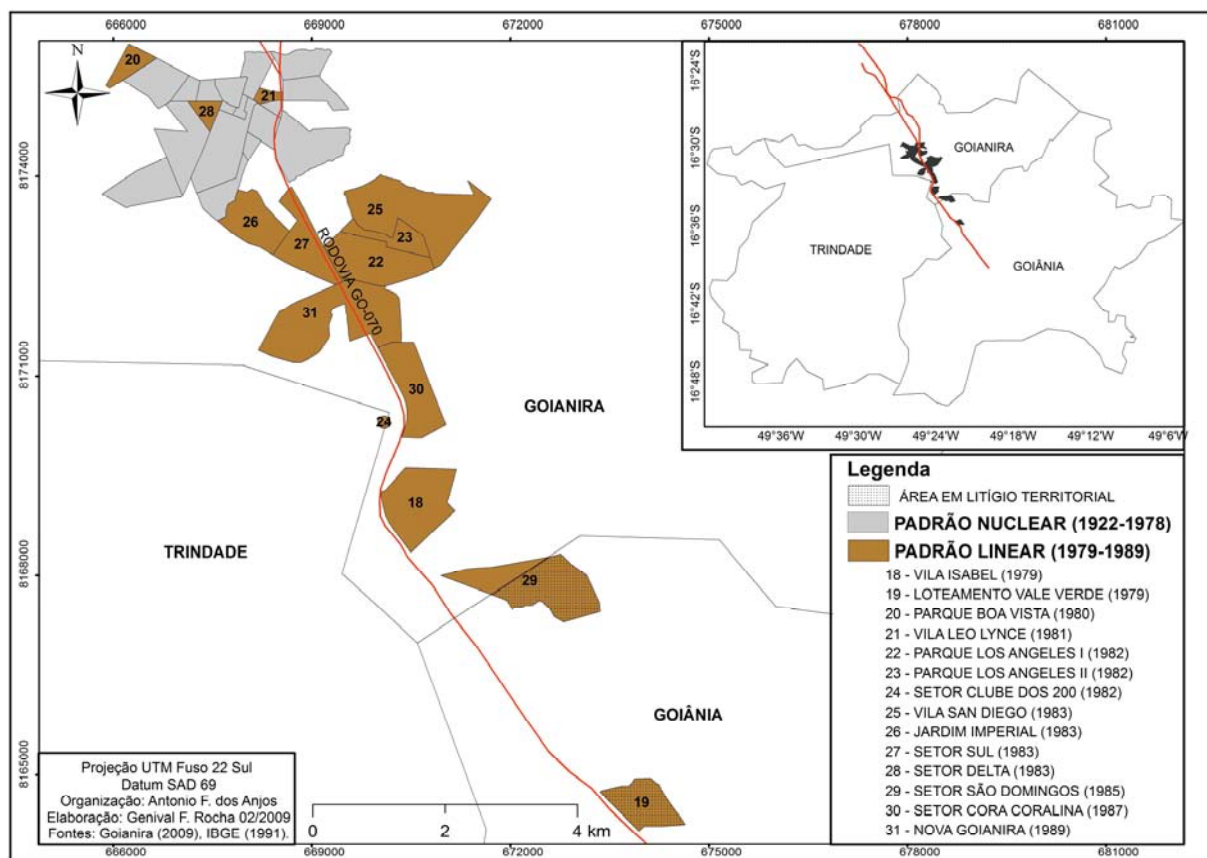 666000 669000 672000 675000 678000 681000
N
20
28
21
8174000
26
27
25
23
22
RODOVIA GO-070
31
8171000
30
24
GOIANIRA
18
TRINDADE
8168000
29
GOIÂNIA
8165000
19
0 2 4 km
666000 669000 672000 675000 678000 681000
16°24'S
16°30'S
16°36'S
16°42'S
16°48'S
GOIANIRA
TRINDADE
GOIÂNIA
49°36'W 49°30'W 49°24'W 49°18'W 49°12'W 49°6'W
Legenda
ÁREA EM LITÍGIO TERRITORIAL
PADRÃO NUCLEAR (1922-1978)
PADRÃO LINEAR (1979-1989)
18 - VILA ISABEL (1979)
19 - LOTEAMENTO VALE VERDE (1979)
20 - PARQUE BOA VISTA (1980)
21 - VILA LEO LYNCE (1981)
22 - PARQUE LOS ANGELES I (1982)
23 - PARQUE LOS ANGELES II (1982)
24 - SETOR CLUBE DOS 200 (1982)
25 - VILA SAN DIEGO (1983)
26 - JARDIM IMPERIAL (1983)
27 - SETOR SUL (1983)
28 - SETOR DELTA (1983)
29 - SETOR SÃO DOMINGOS (1985)
30 - SETOR CORA CORALINA (1987)
31 - NOVA GOIANIRA (1989)
Projeção UTM Fuso 22 Sul
Datum SAD 69
Organização: Antonio F. dos Anjos
Elaboração: Genival F. Rocha 02/2009
Fontes: Goianira (2009), IBGE (1991).